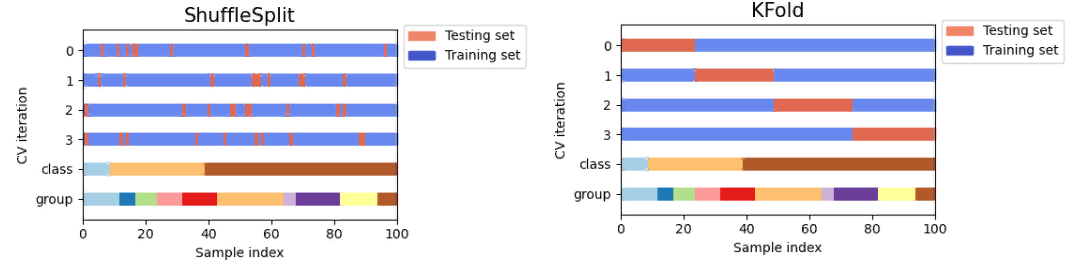 ShuffleSplit
Testing set
Training set
0
1
2
3
class
group
CV iteration
0 20 40 60 80 100
Sample index
KFold
Testing set
Training set
0
1
2
3
class
group
CV iteration
0 20 40 60 80 100
Sample index